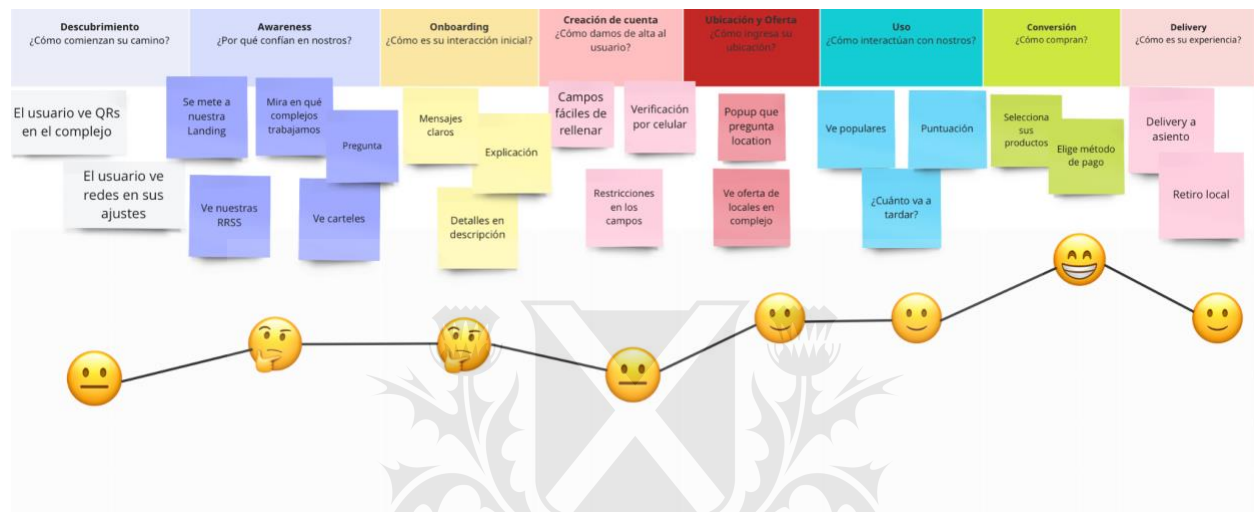 Descubrimiento
¿Cómo comienzan su camino?
Awareness
¿Por qué confían en nostros?
Onboarding
¿Cómo es su interacción inicial?
Creación de cuenta
¿Cómo damos de alta al
usuario?
Ubicación y Oferta
¿Cómo ingresa su
ubicación?
Uso
¿Cómo interactúan con nostros?
Conversión
¿Cómo compran?
Delivery
¿Cómo es su experiencia?
El usuario ve QRs
en el complejo
El usuario ve
redes en sus
ajustes
Se mete a
nuestra
Landing
Mira en qué
complejos
trabajamos
Pregunta
Ve nuestras
RRSS
Ve carteles
Mensajes
claros
Explicación
Detalles en
descripción
Campos
fáciles de
rellenar
Verificación
por celular
Restricciones
en los
campos
Popup que
pregunta
location
Ve oferta de
locales en
complejo
Ve populares
Puntuación
¿Cuánto va a
tardar?
Selecciona
sus
productos
Elige método
de pago
Delivery a
asiento
Retiro local